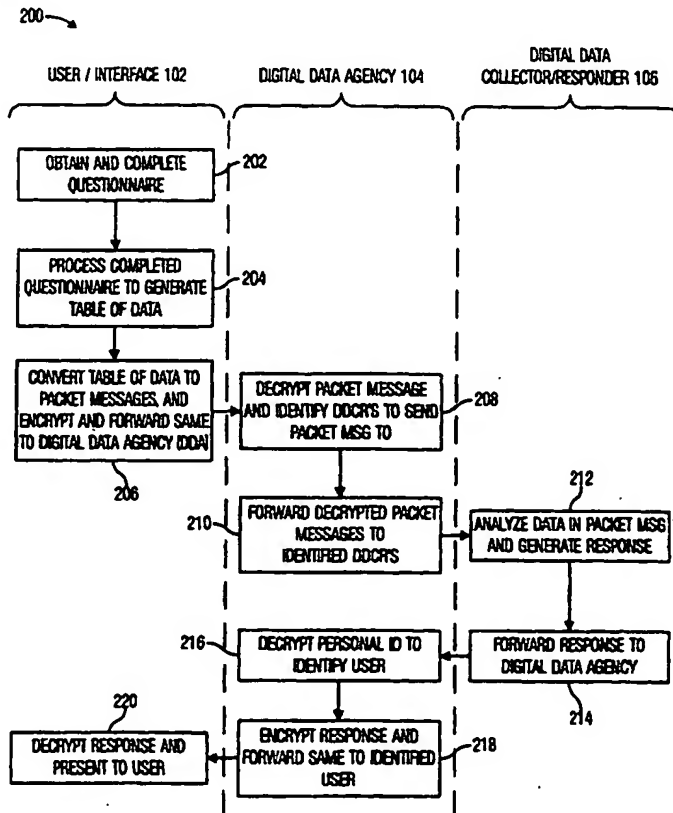 200
USER / INTERFACE 102
DIGITAL DATA AGENCY 104
DIGITAL DATA
COLLECTOR/RESPONDER 106
OBTAIN AND COMPLETE
QUESTIONNAIRE
202
PROCESS COMPLETED
QUESTIONNAIRE TO GENERATE
TABLE OF DATA
204
CONVERT TABLE OF DATA TO
PACKET MESSAGES, AND
ENCRYPT AND FORWARD SAME
TO DIGITAL DATA AGENCY (DDA)
206
DECRYPT PACKET MESSAGE
AND IDENTIFY DDCR'S TO SEND
PACKET MSG TO
208
210
FORWARD DECRYPTED PACKET
MESSAGES TO
IDENTIFIED DDCR'S
212
ANALYZE DATA IN PACKET MSG
AND GENERATE RESPONSE
216
DECRYPT PERSONAL ID TO
IDENTIFY USER
FORWARD RESPONSE TO
DIGITAL DATA AGENCY
214
220
DECRYPT RESPONSE AND
PRESENT TO USER
ENCRYPT RESPONSE AND
FORWARD SAME TO IDENTIFIED
USER
218